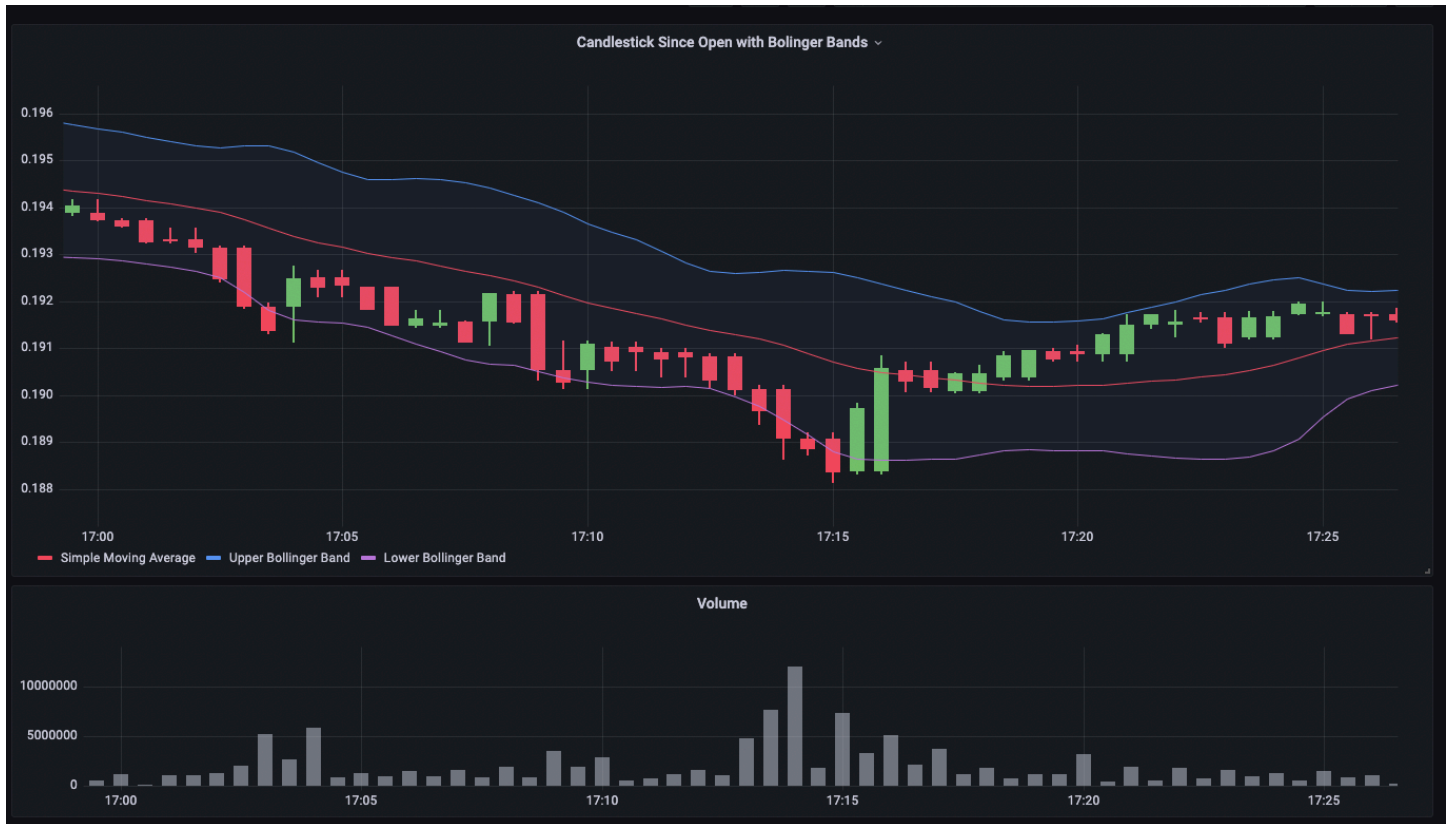 Candlestick Since Open with Bolinger Bands
0.196
0.195
0.194
0.193
0.192
0.191
0.190
0.189
0.188
17:00 17:05 17:10 17:15 17:20 17:25
Simple Moving Average Upper Bollinger Band Lower Bollinger Band
Volume
10000000
5000000
0
17:00 17:05 17:10 17:15 17:20 17:25